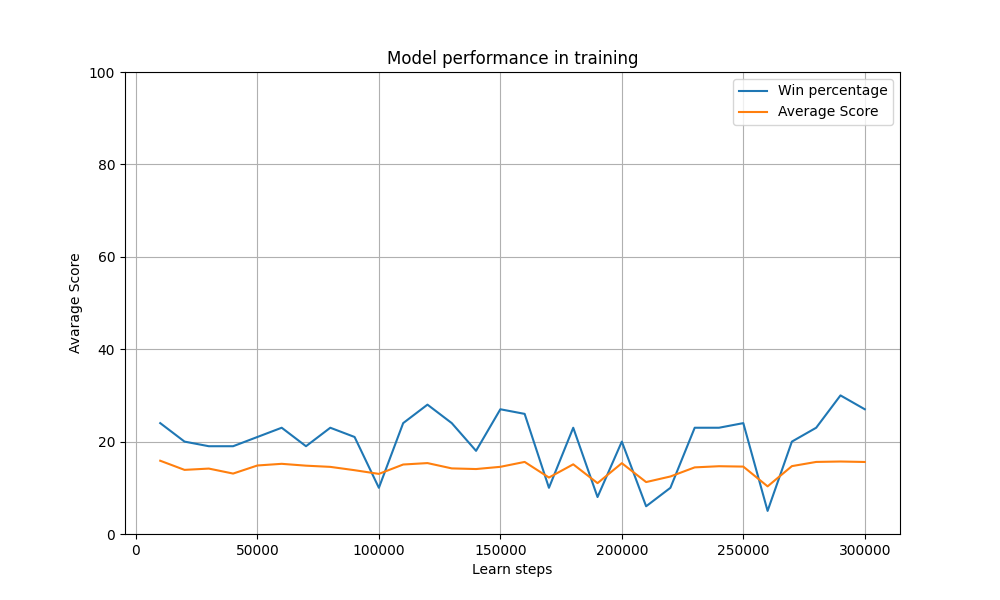 Model performance in training
Win percentage
Average Score
100
80
60
40
20
0
Avarage Score
0 50000 100000 150000 200000 250000 300000
Learn steps